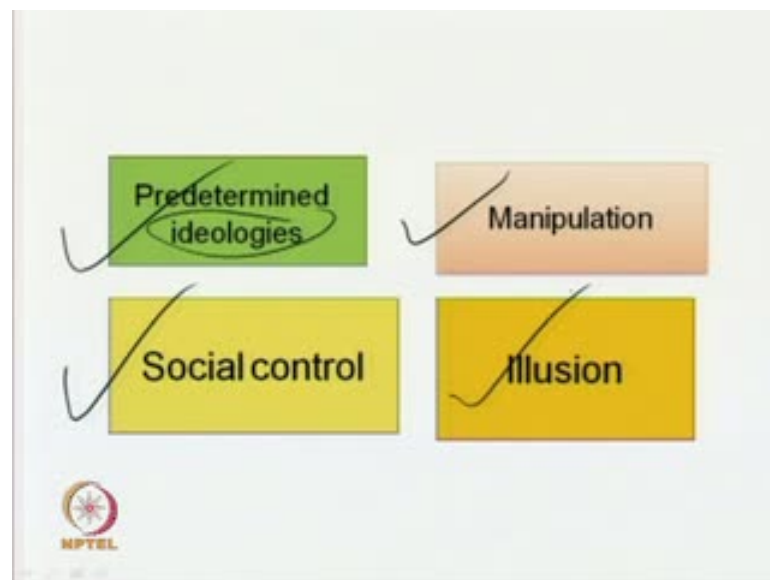 Predetermined
ideologies
Manipulation
Social control
Illusion
NPTEL